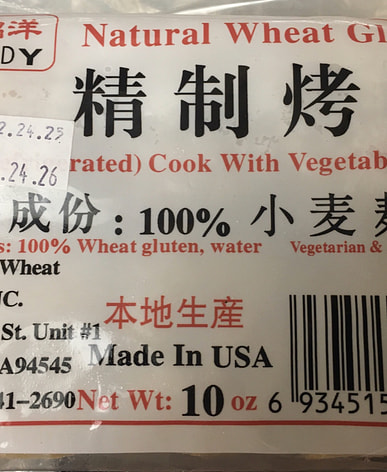 洋
DY
Natural Wheat Gl
精制烤
2.24.25
.24.26
rated) Cook With Vegetab
成份:100% 小麦
s: 100% Wheat gluten, water Vegetarian &
Wheat
NC.
本地生産
St. Unit #1
A94545 Made In USA
41-2690 Net Wt: 10 oz 6 934515